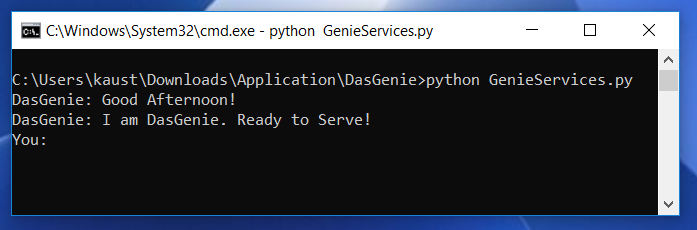 C:\Windows\System32\cmd.exe - python  GenieServices.py
C:\Users\kaust\Downloads\Application\DasGenie>python GenieServices.py
DasGenie: Good Afternoon!
DasGenie: I am DasGenie. Ready to Serve!
You: